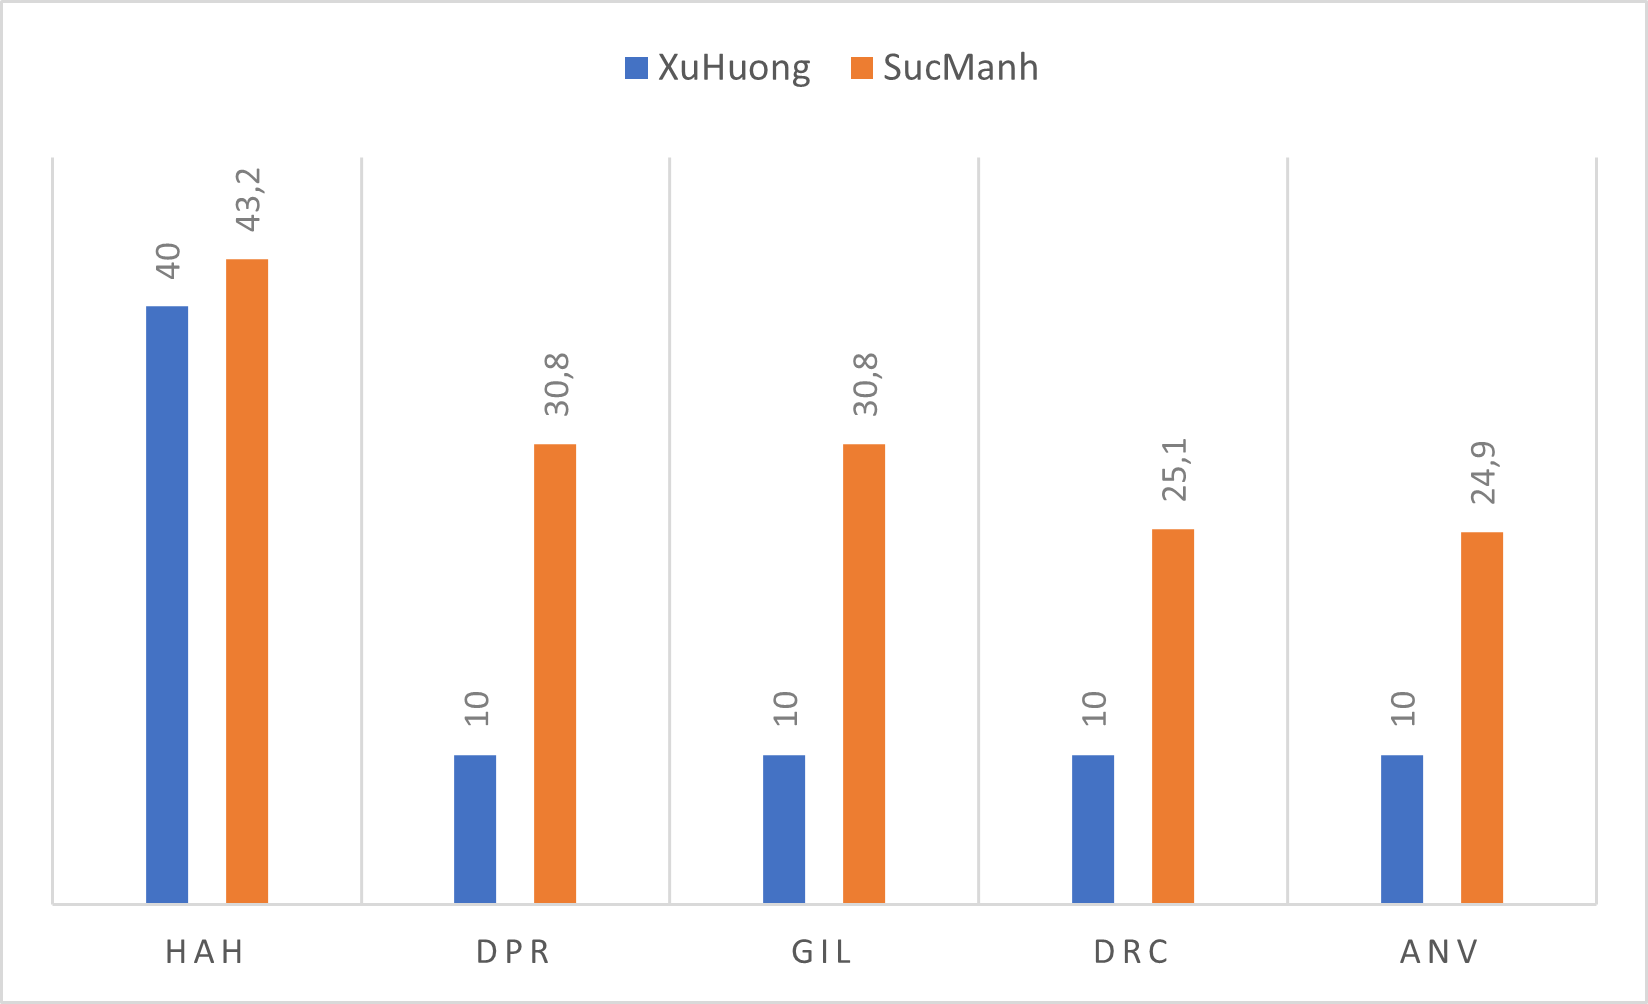 XuHuong SucManh
40 43,2 10 30,8 10 30,8 10 25,1 10 24,9
HAH DPR GIL DRC ANV